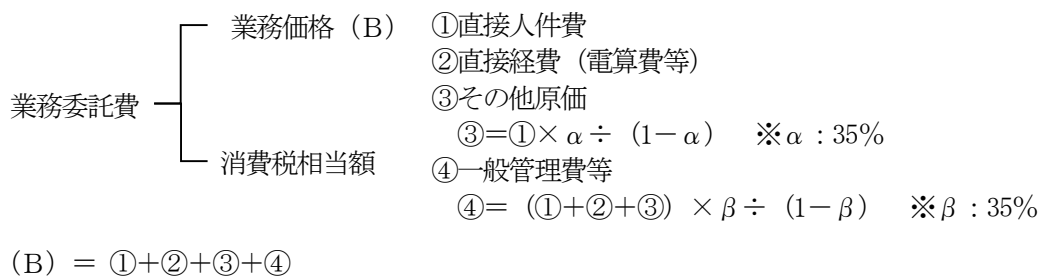 業務価格（B） ①直接人件費
②直接経費（電算費等）
業務委託費 ③その他原価
③＝①×α÷（1－α） ※α：35%
消費税相当額 ④一般管理費等
④＝（①＋②＋③）×β÷（1－β） ※β：35%
（B）＝ ①＋②＋③＋④